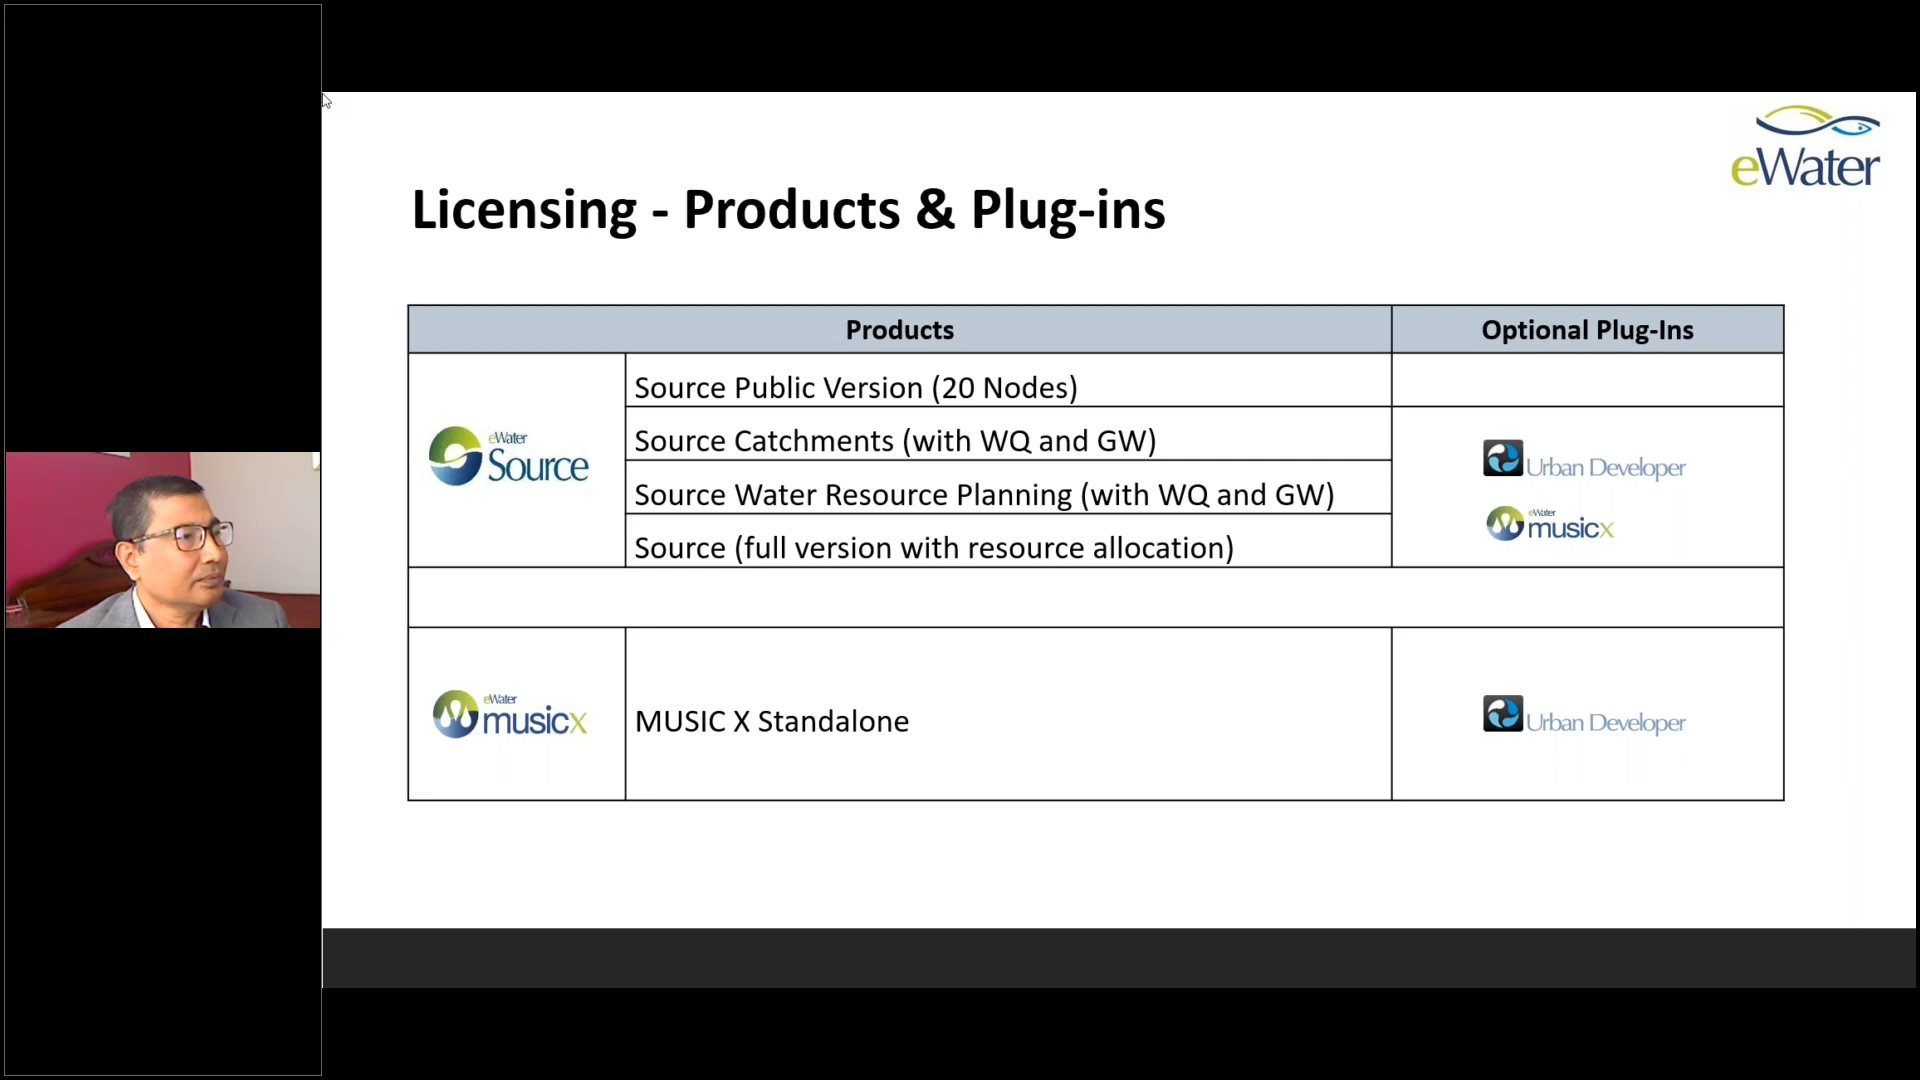 eWater
Licensing - Products & Plug-ins
Products
Optional Plug-Ins
eWater
Source
Source Public Version (20 Nodes)
Source Catchments (with WQ and GW)
Source Water Resource Planning (with WQ and GW)
Source (full version with resource allocation)
Urban Developer
eWater
musicx
eWater
musicx
MUSIC X Standalone
Urban Developer